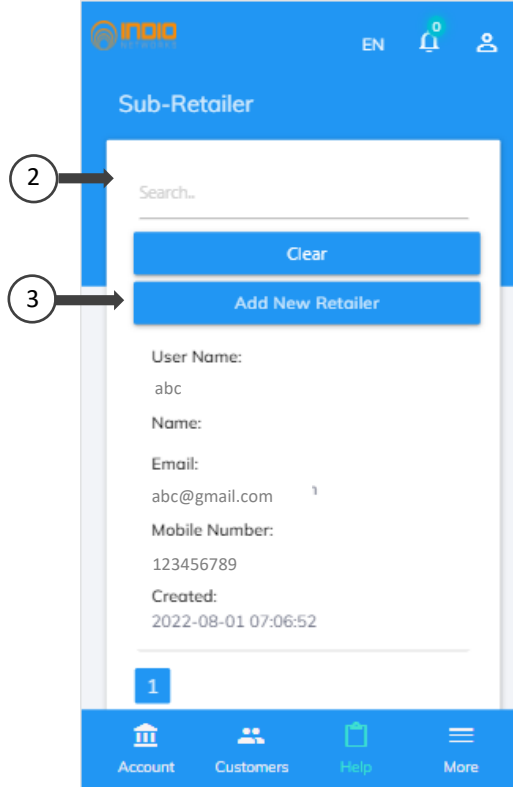 INDIO
NETWORKS
EN
0
Sub-Retailer
2
Search..
Clear
3
Add New Retailer
User Name:
abc
Name:
Email:
abc@gmail.com
Mobile Number:
123456789
Created:
2022-08-01 07:06:52
1
Account Customers Help More